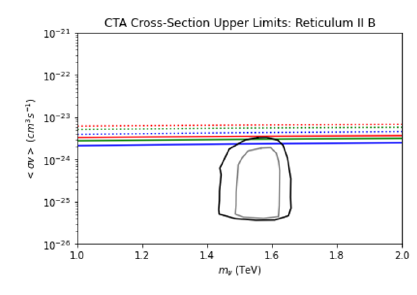 CTA Cross-Section Upper Limits: Reticulum II B
10⁻²¹
10⁻²²
10⁻²³
10⁻²⁴
10⁻²⁵
10⁻²⁶
< σv > (cm³s⁻¹)
1.0 1.2 1.4 1.6 1.8 2.0
m_ψ (TeV)